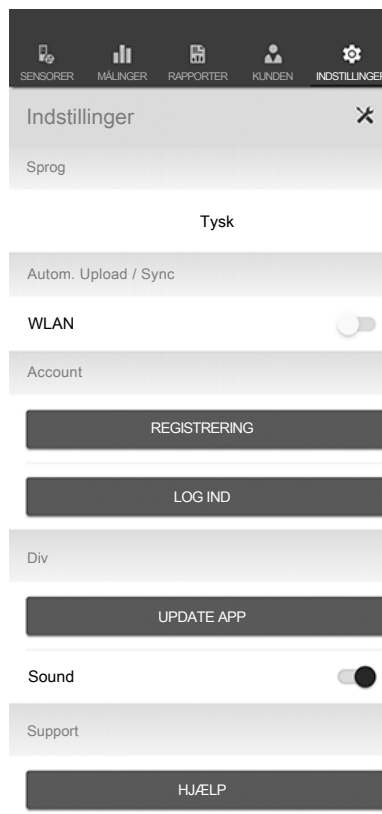 SENSORER MÅLINGER RAPPORTER KUNDEN INDSTILLINGER
Indstillinger
Sprog
Tysk
Autom. Upload / Sync
WLAN
Account
REGISTRERING
LOG IND
Div
UPDATE APP
Sound
Support
HJÆLP